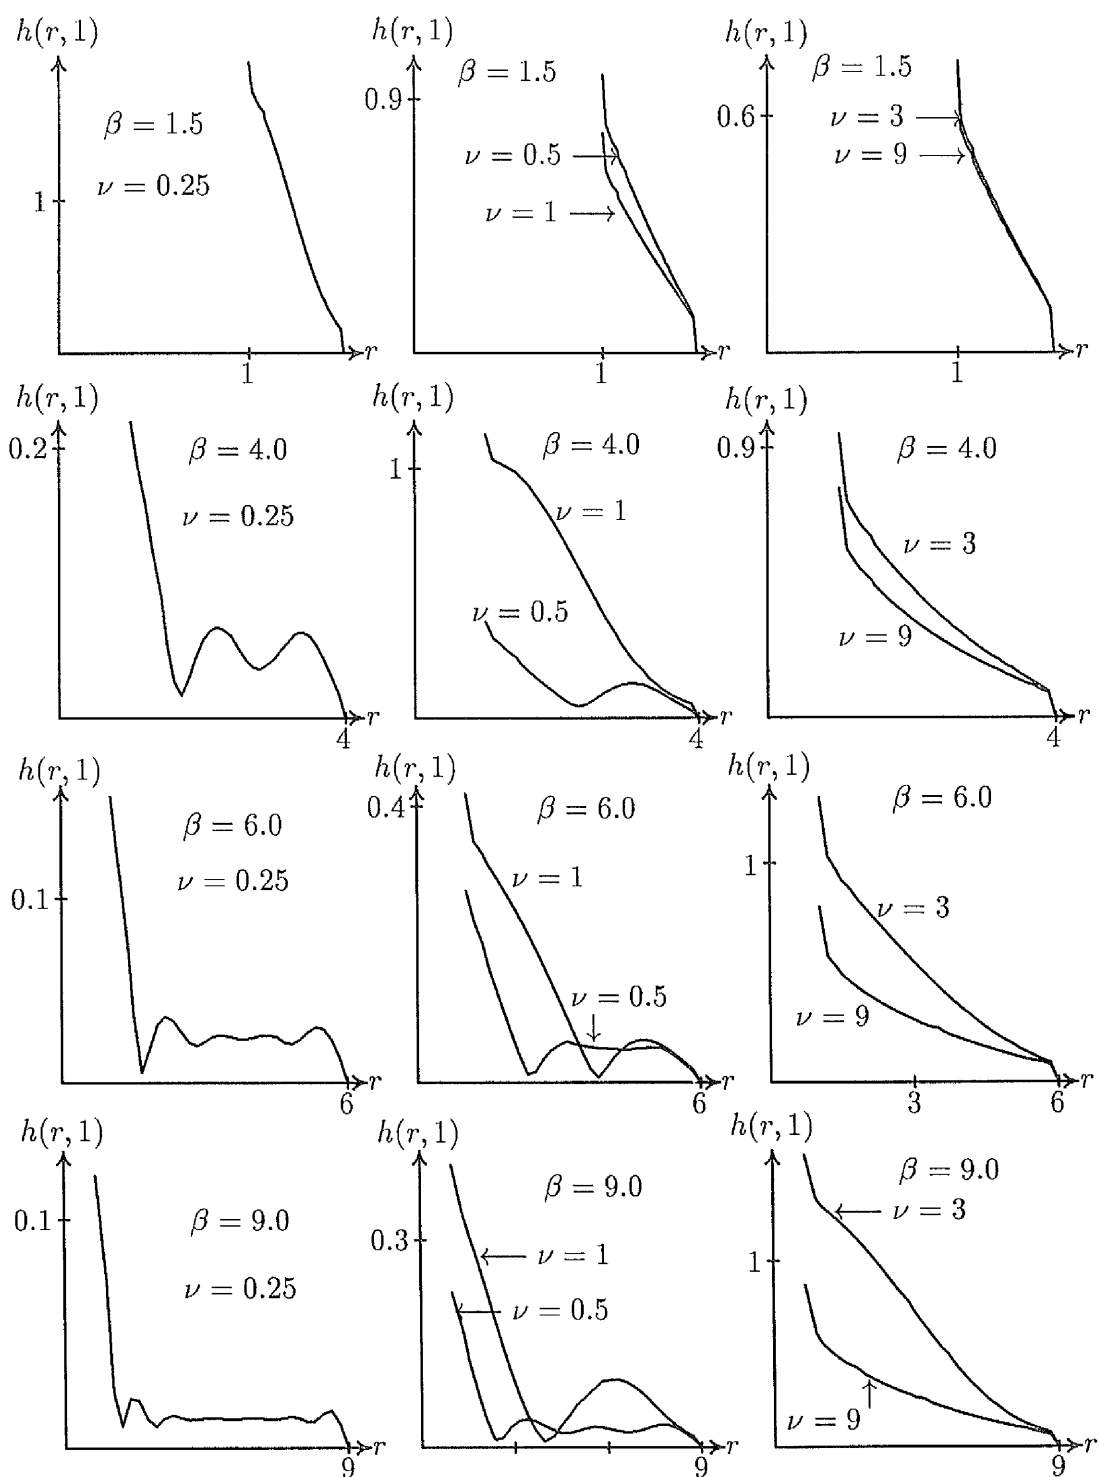 h(r, 1)
β = 1.5
ν = 0.25
1
1
r
h(r, 1)
β = 1.5
0.9
ν = 0.5
ν = 1
1
r
h(r, 1)
β = 1.5
0.6
ν = 3
ν = 9
1
r
h(r, 1)
0.2
β = 4.0
ν = 0.25
r
4
h(r, 1)
β = 4.0
1
ν = 1
ν = 0.5
r
4
h(r, 1)
0.9
β = 4.0
ν = 3
ν = 9
r
4
h(r, 1)
β = 6.0
ν = 0.25
0.1
r
6
h(r, 1)
0.4
β = 6.0
ν = 1
ν = 0.5
r
6
h(r, 1)
β = 6.0
1
ν = 3
ν = 9
r
3
6
h(r, 1)
0.1
β = 9.0
ν = 0.25
r
9
h(r, 1)
β = 9.0
0.3
ν = 1
ν = 0.5
r
9
h(r, 1)
β = 9.0
ν = 3
1
ν = 9
r
9